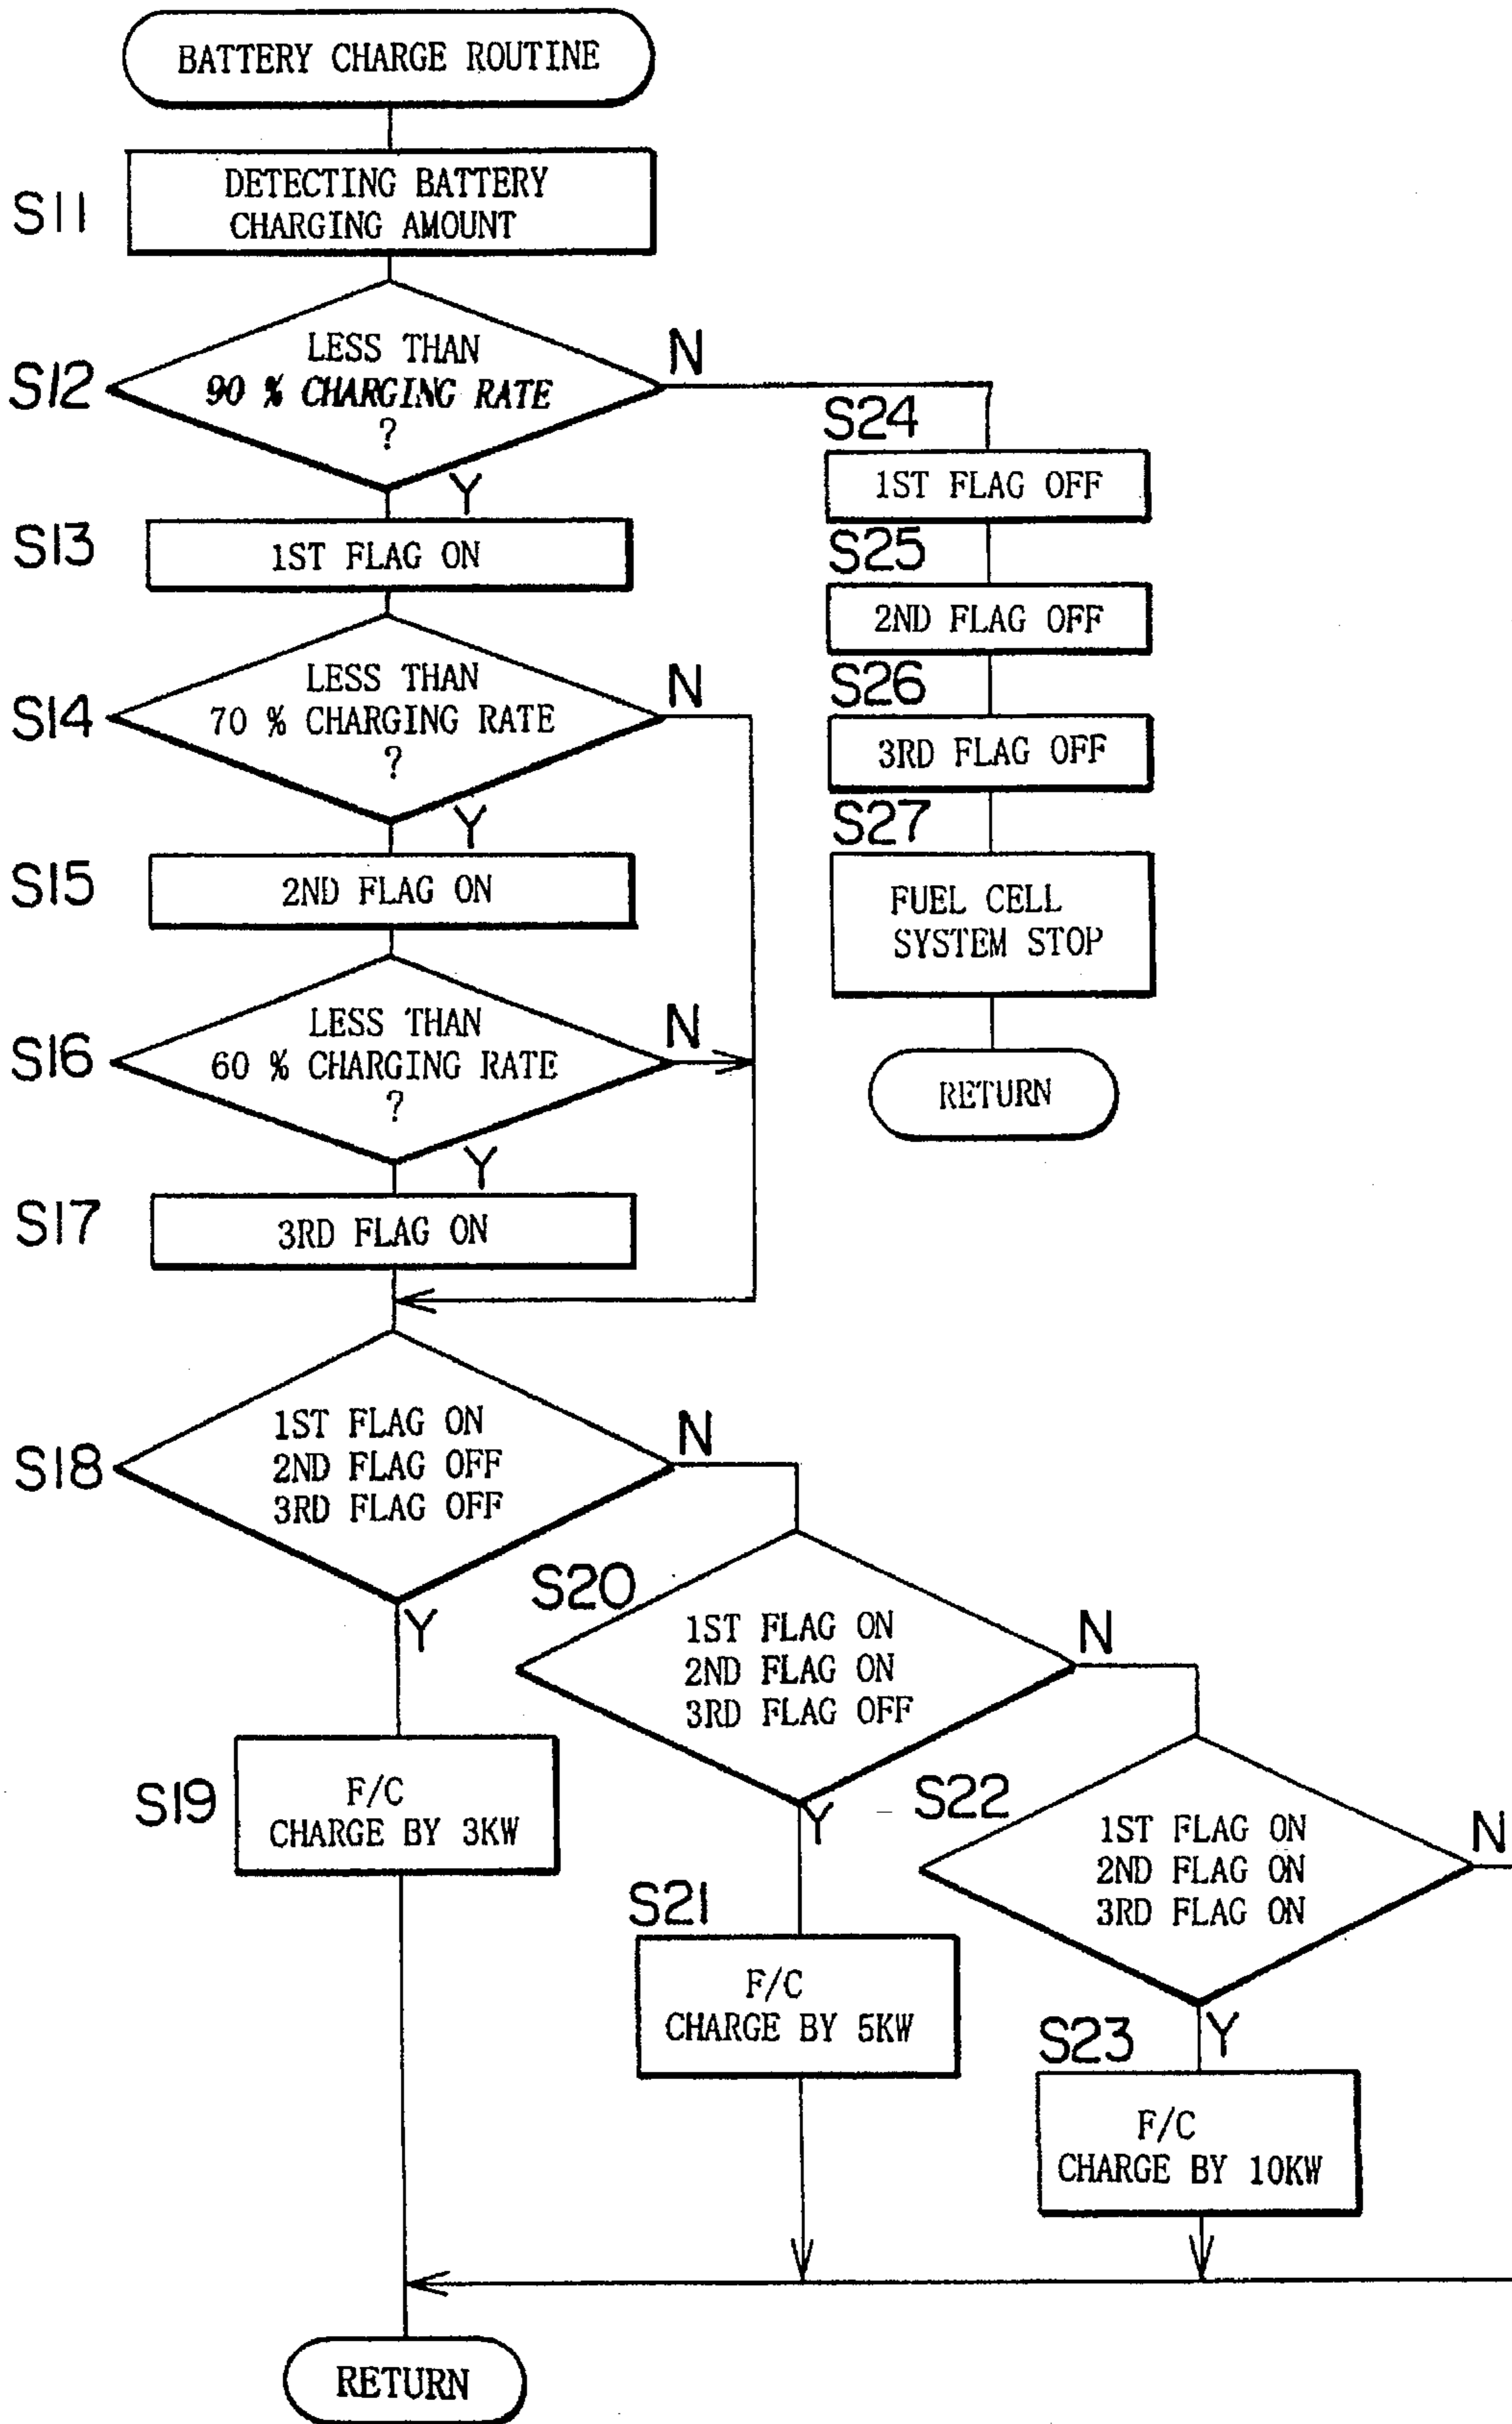 BATTERY CHARGE ROUTINE
S11
DETECTING BATTERY
CHARGING AMOUNT
S12
LESS THAN
90 % CHARGING RATE
?
N
Y
S13
1ST FLAG ON
S14
LESS THAN
70 % CHARGING RATE
?
N
Y
S15
2ND FLAG ON
S16
LESS THAN
60 % CHARGING RATE
?
N
Y
S17
3RD FLAG ON
S24
1ST FLAG OFF
S25
2ND FLAG OFF
S26
3RD FLAG OFF
S27
FUEL CELL
SYSTEM STOP
RETURN
S18
1ST FLAG ON
2ND FLAG OFF
3RD FLAG OFF
N
Y
S19
F/C
CHARGE BY 3KW
S20
1ST FLAG ON
2ND FLAG ON
3RD FLAG OFF
N
Y
S21
F/C
CHARGE BY 5KW
S22
1ST FLAG ON
2ND FLAG ON
3RD FLAG ON
N
Y
S23
F/C
CHARGE BY 10KW
RETURN